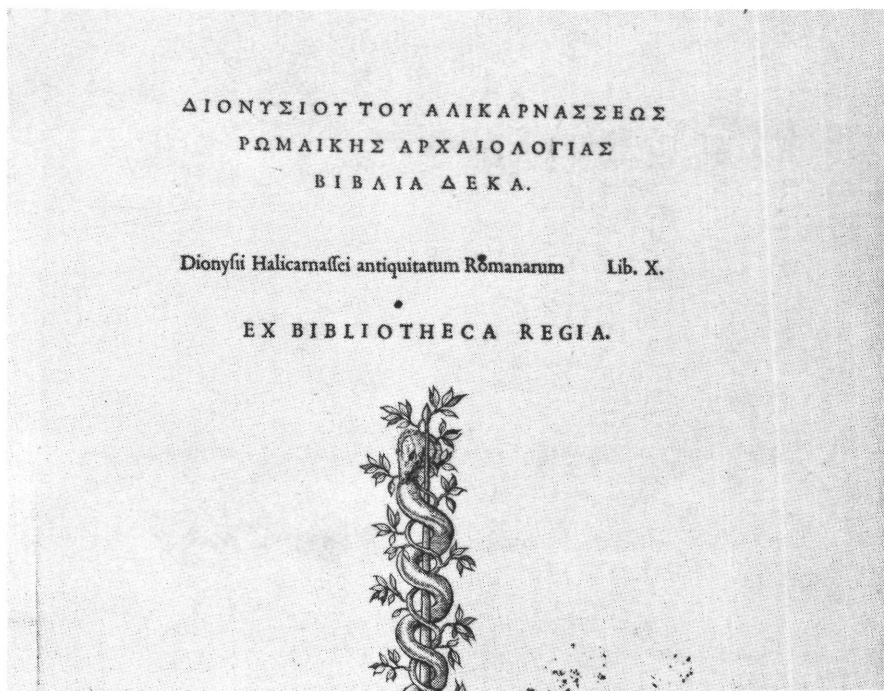 ΔΙΟΝΥΣΙΟΥ ΤΟΥ ΑΛΙΚΑΡΝΑΣΣΕΩΣ
ΡΩΜΑΙΚΗΣ ΑΡΧΑΙΟΛΟΓΙΑΣ
ΒΙΒΛΙΑ ΔΕΚΑ.
Dionyſii Halicarnaſſei antiquitatum Romanarum Lib. X.
EX BIBLIOTHECA REGIA.